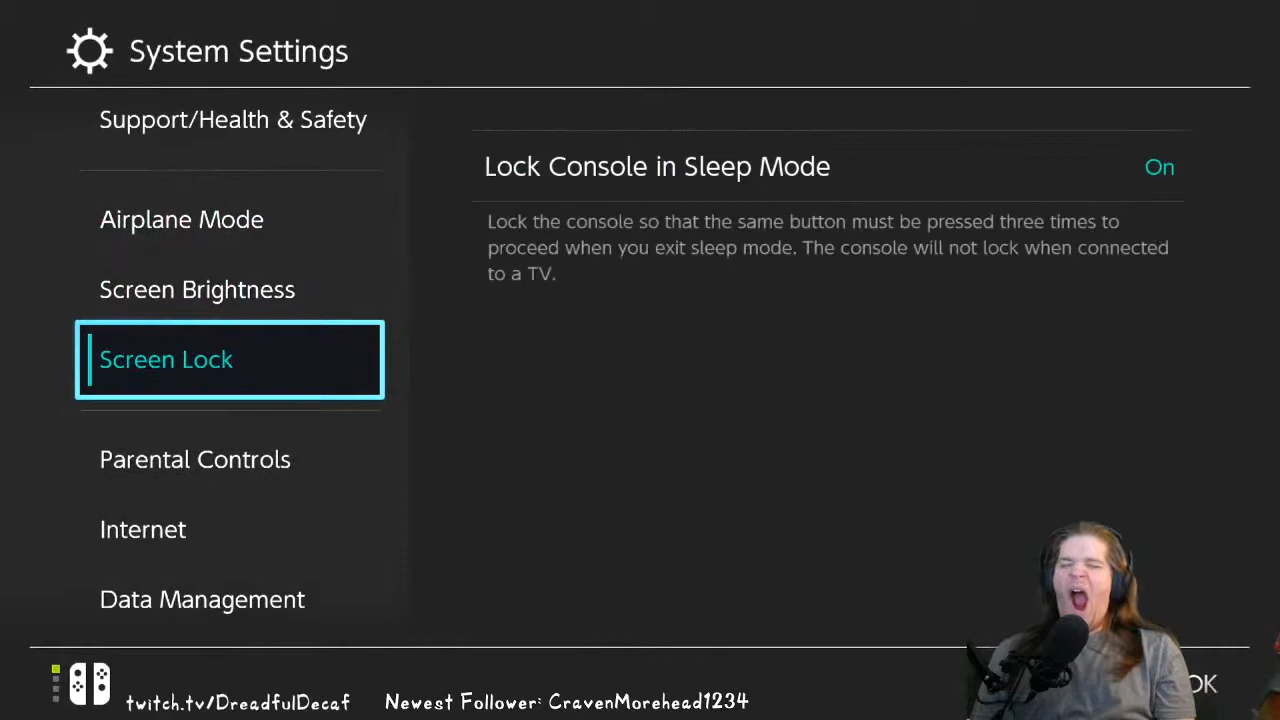 System Settings
Support/Health & Safety
Airplane Mode
Screen Brightness
Screen Lock
Parental Controls
Internet
Data Management
Lock Console in Sleep Mode On
Lock the console so that the same button must be pressed three times to
proceed when you exit sleep mode. The console will not lock when connected
to a TV.
twitch.tv/DreadfulDecaf Newest Follower: CravenMorehead1234
OK